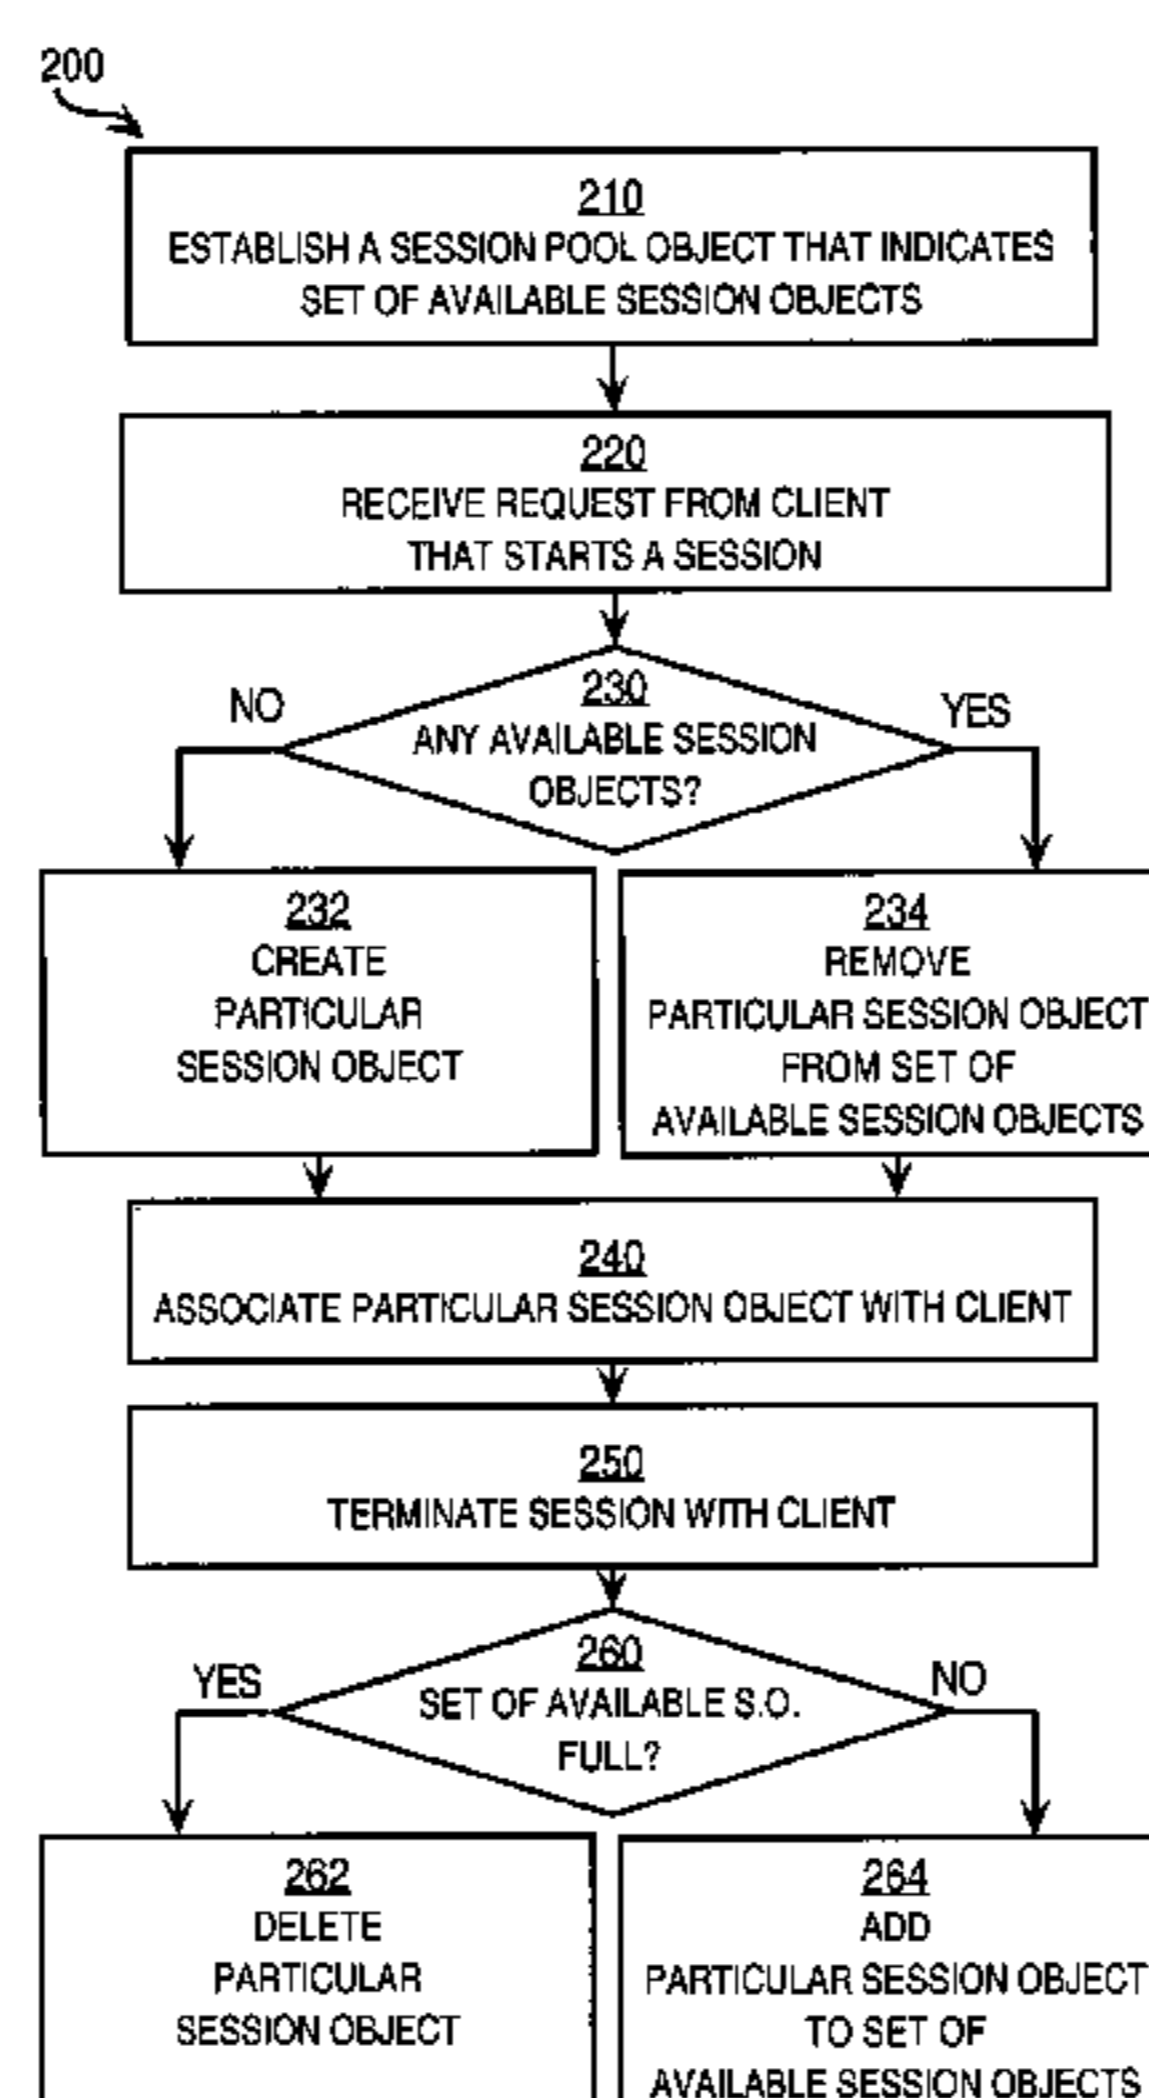 200
210
ESTABLISH A SESSION POOL OBJECT THAT INDICATES
SET OF AVAILABLE SESSION OBJECTS
220
RECEIVE REQUEST FROM CLIENT
THAT STARTS A SESSION
230
ANY AVAILABLE SESSION
OBJECTS?
NO
YES
232
CREATE
PARTICULAR
SESSION OBJECT
234
REMOVE
PARTICULAR SESSION OBJECT
FROM SET OF
AVAILABLE SESSION OBJECTS
240
ASSOCIATE PARTICULAR SESSION OBJECT WITH CLIENT
250
TERMINATE SESSION WITH CLIENT
260
SET OF AVAILABLE S.O.
FULL?
YES
NO
262
DELETE
PARTICULAR
SESSION OBJECT
264
ADD
PARTICULAR SESSION OBJECT
TO SET OF
AVAILABLE SESSION OBJECTS